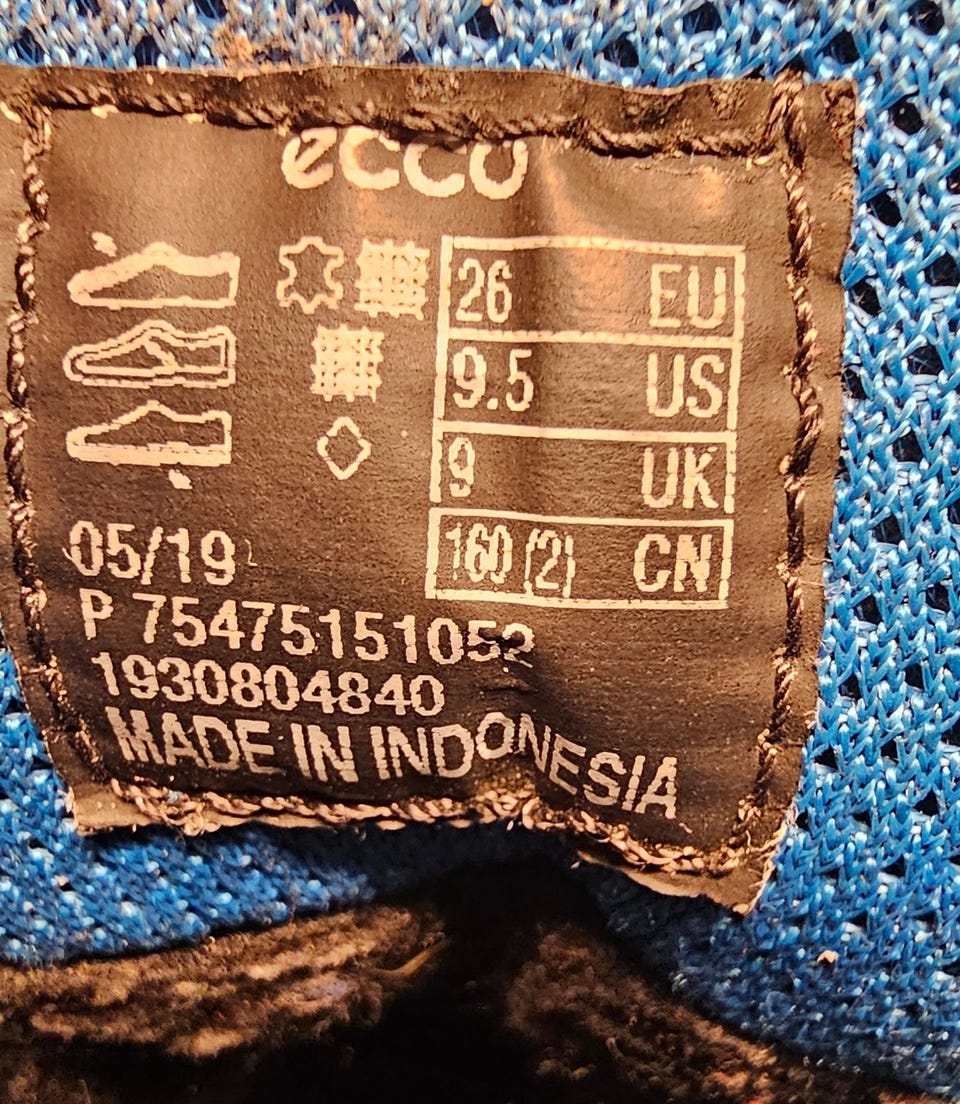 ecco
26 EU
9.5 US
9 UK
160 (2) CN
05/19
P 75475151052
1930804840
MADE IN INDONESIA